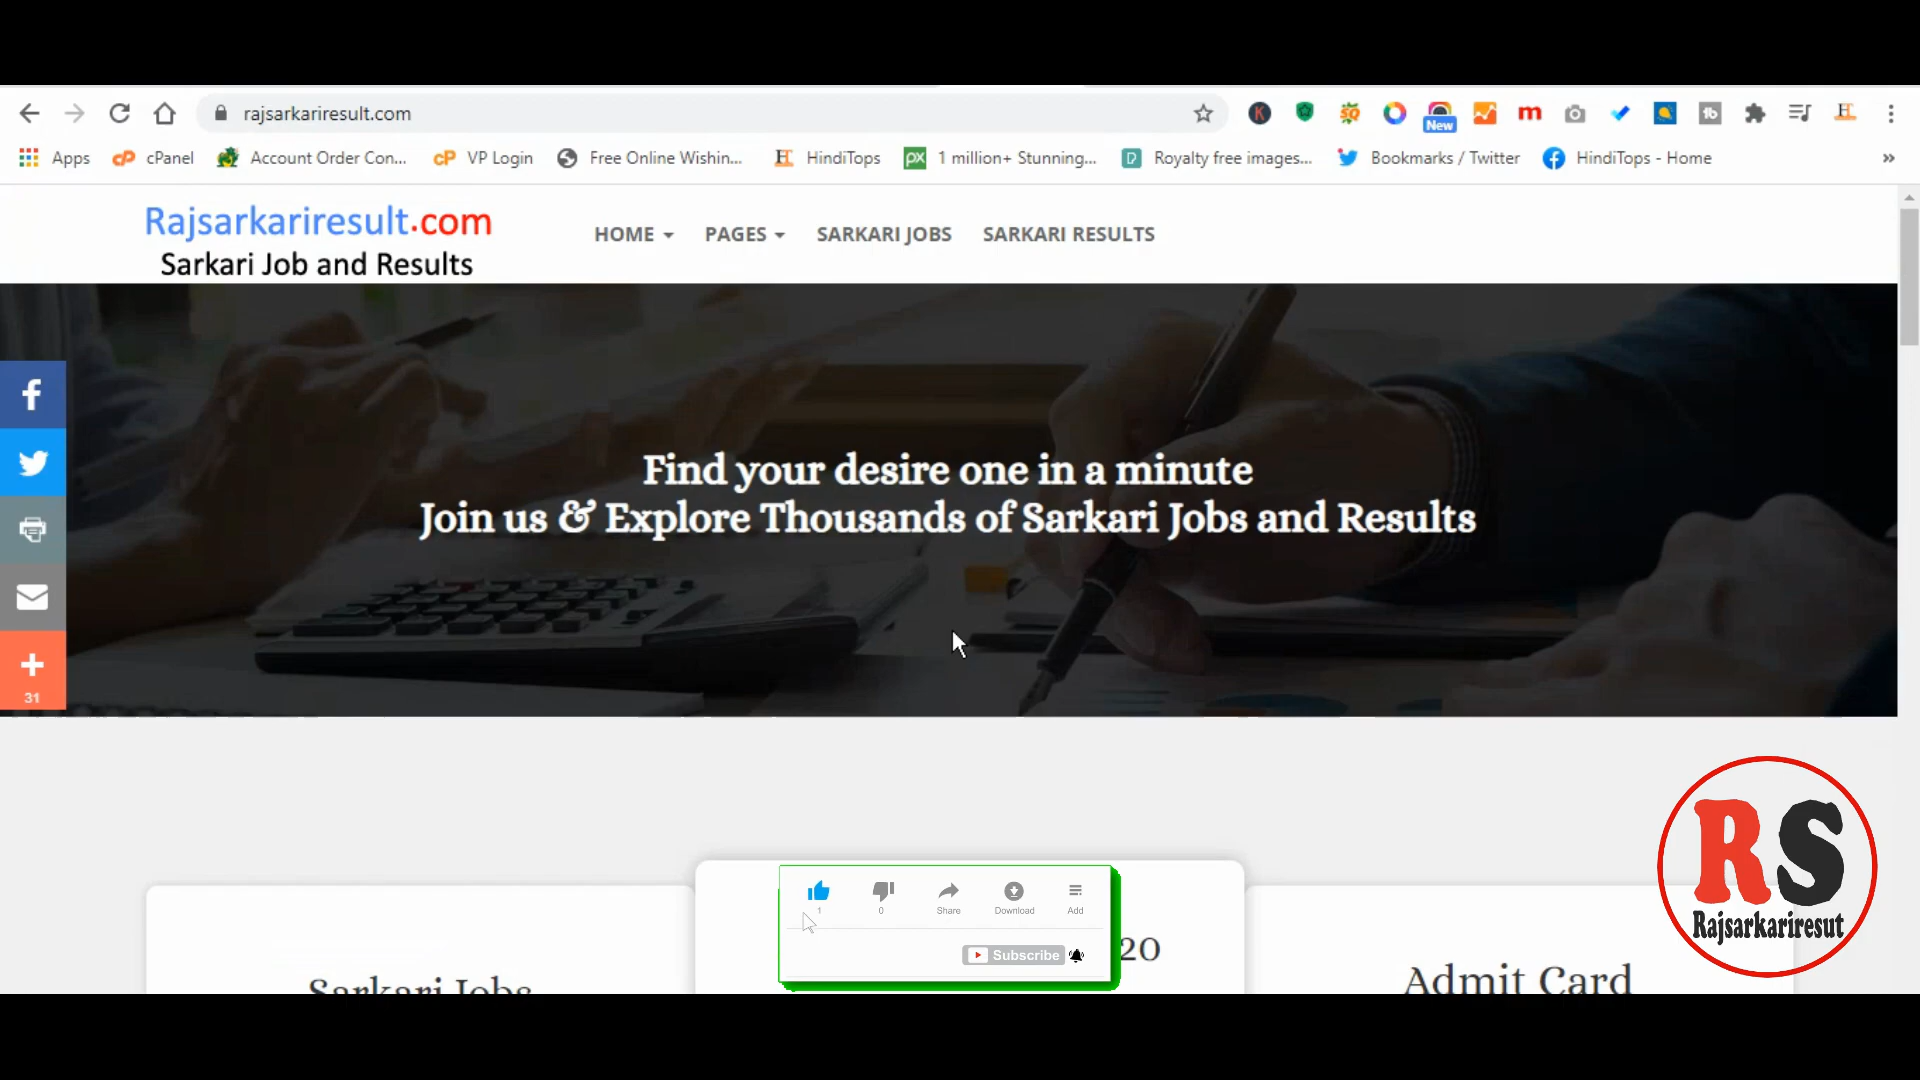 rajsarkariresult.com
New
Apps
cPanel
Account Order Con...
VP Login
Free Online Wishin...
HindiTops
1 million+ Stunning...
Royalty free images...
Bookmarks / Twitter
HindiTops - Home
Rajsarkariresult.com
Sarkari Job and Results
HOME
PAGES
SARKARI JOBS
SARKARI RESULTS
Find your desire one in a minute
Join us & Explore Thousands of Sarkari Jobs and Results
31
1
0
Share
Download
Add
Subscribe
20
Sarkari Jobs
Admit Card
RS
Rajsarkariresut